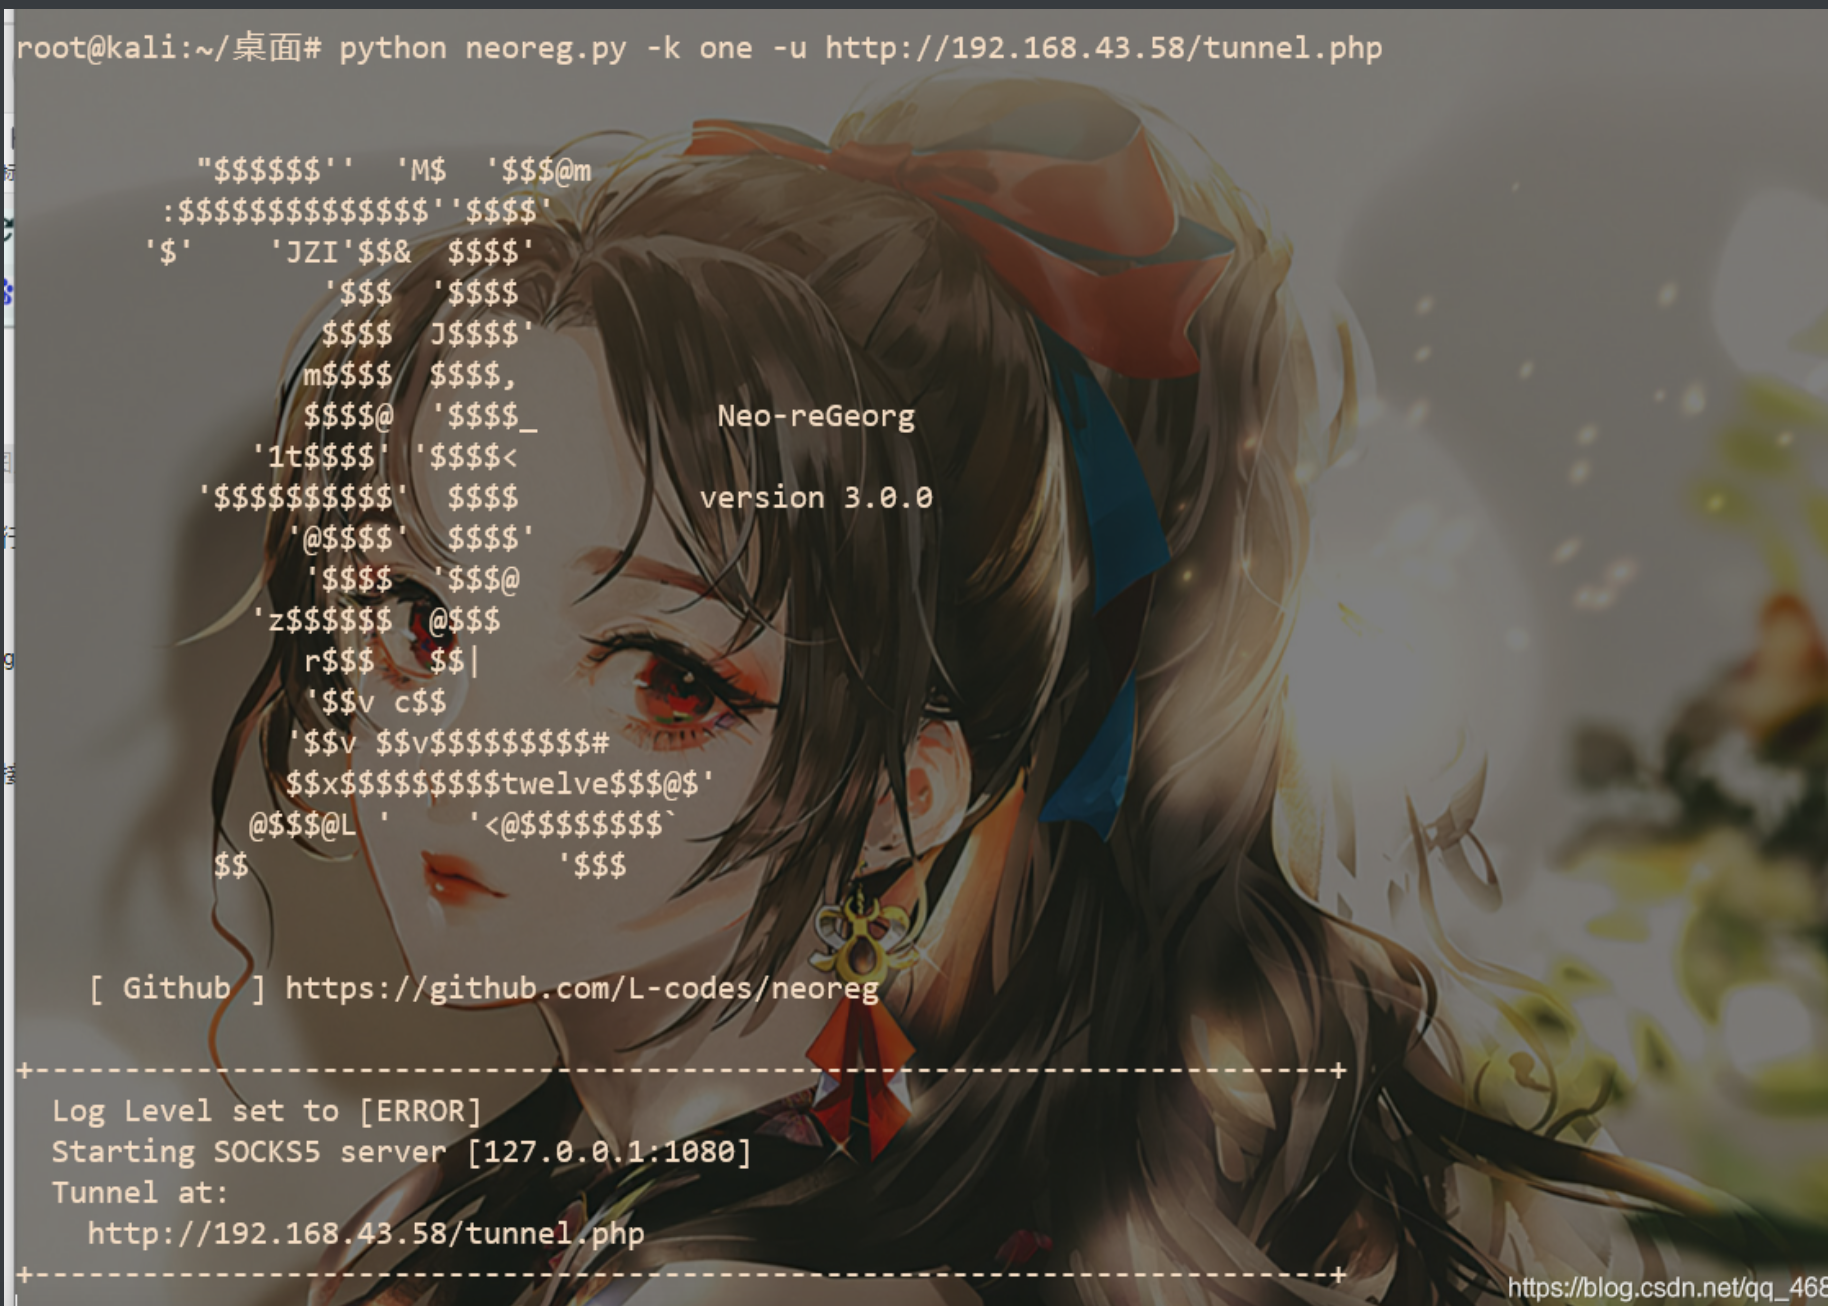 root@kali:~/桌面# python neoreg.py -k one -u http://192.168.43.58/tunnel.php
"$$$$$$''  'M$  '$$$@m
:$$$$$$$$$$$$$$''$$$$'
'$'    'JZI'$$&  $$$$'
'$$$  '$$$$
$$$$  J$$$$'
m$$$$  $$$$,
$$$$@  '$$$$_          Neo-reGeorg
'1t$$$$' '$$$$<
'$$$$$$$$$$'  $$$$          version 3.0.0
'@$$$$'  $$$$'
'$$$$  '$$$@
'z$$$$$$  @$$$
r$$$   $$|
'$$v c$$
'$$v $$v$$$$$$$$$#
$$x$$$$$$$$$twelve$$$@$'
@$$$@L '    '<@$$$$$$$$`
$$                 '$$$
[ Github ] https://github.com/L-codes/neoreg
+------------------------------------------------------------------------+
Log Level set to [ERROR]
Starting SOCKS5 server [127.0.0.1:1080]
Tunnel at:
http://192.168.43.58/tunnel.php
+------------------------------------------------------------------------+
https://blog.csdn.net/qq_468